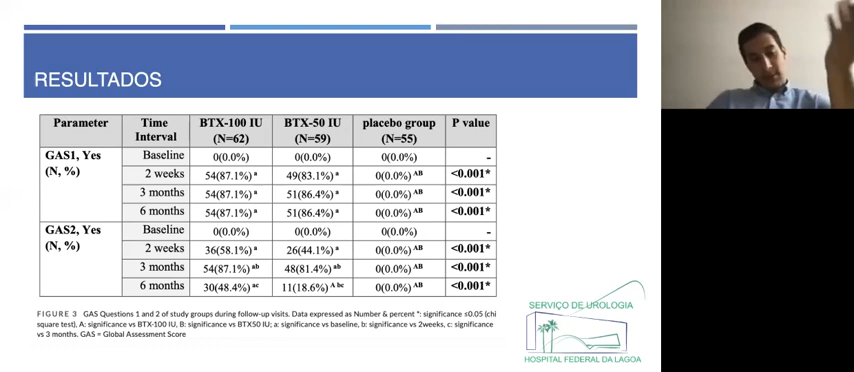 RESULTADOS
Parameter Time Interval BTX-100 IU (N=62) BTX-50 IU (N=59) placebo group (N=55) P value
GAS1, Yes (N, %) Baseline 0(0.0%) 0(0.0%) 0(0.0%) -
2 weeks 54(87.1%) a 49(83.1%) a 0(0.0%) AB <0.001*
3 months 54(87.1%) a 51(86.4%) a 0(0.0%) AB <0.001*
6 months 54(87.1%) a 51(86.4%) a 0(0.0%) AB <0.001*
GAS2, Yes (N, %) Baseline 0(0.0%) 0(0.0%) 0(0.0%) -
2 weeks 36(58.1%) a 26(44.1%) a 0(0.0%) AB <0.001*
3 months 54(87.1%) ab 48(81.4%) ab 0(0.0%) AB <0.001*
6 months 30(48.4%) ac 11(18.6%) A bc 0(0.0%) AB <0.001*
FIGURE 3 GAS Questions 1 and 2 of study groups during follow-up visits. Data expressed as Number & percent *: significance ≤0.05 (chi
square test), A: significance vs BTX-100 IU, B: significance vs BTX50 IU; a: significance vs baseline, b: significance vs 2weeks, c: significance
vs 3 months. GAS = Global Assessment Score
SERVIÇO DE UROLOGIA
HOSPITAL FEDERAL DA LAGOA